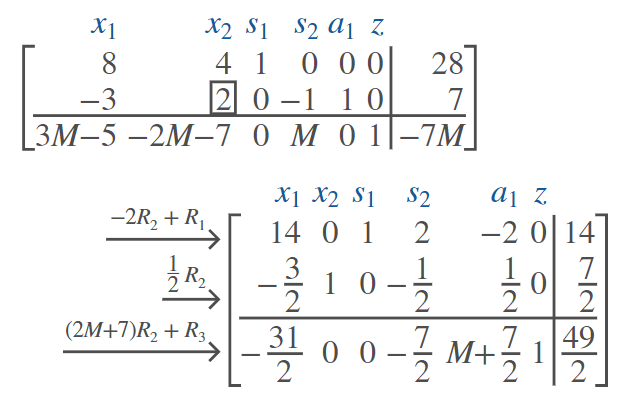 x₁ x₂ s₁ s₂ a₁ z
8 4 1 0 0 0 28
−3 2 0 −1 1 0 7
3M−5 −2M−7 0 M 0 1 −7M
x₁ x₂ s₁ s₂ a₁ z
−2R₂ + R₁ 14 0 1 2 −2 0 14
1/2 R₂ −3/2 1 0 −1/2 1/2 0 7/2
(2M+7)R₂ + R₃ −31/2 0 0 −7/2 M+7/2 1 49/2